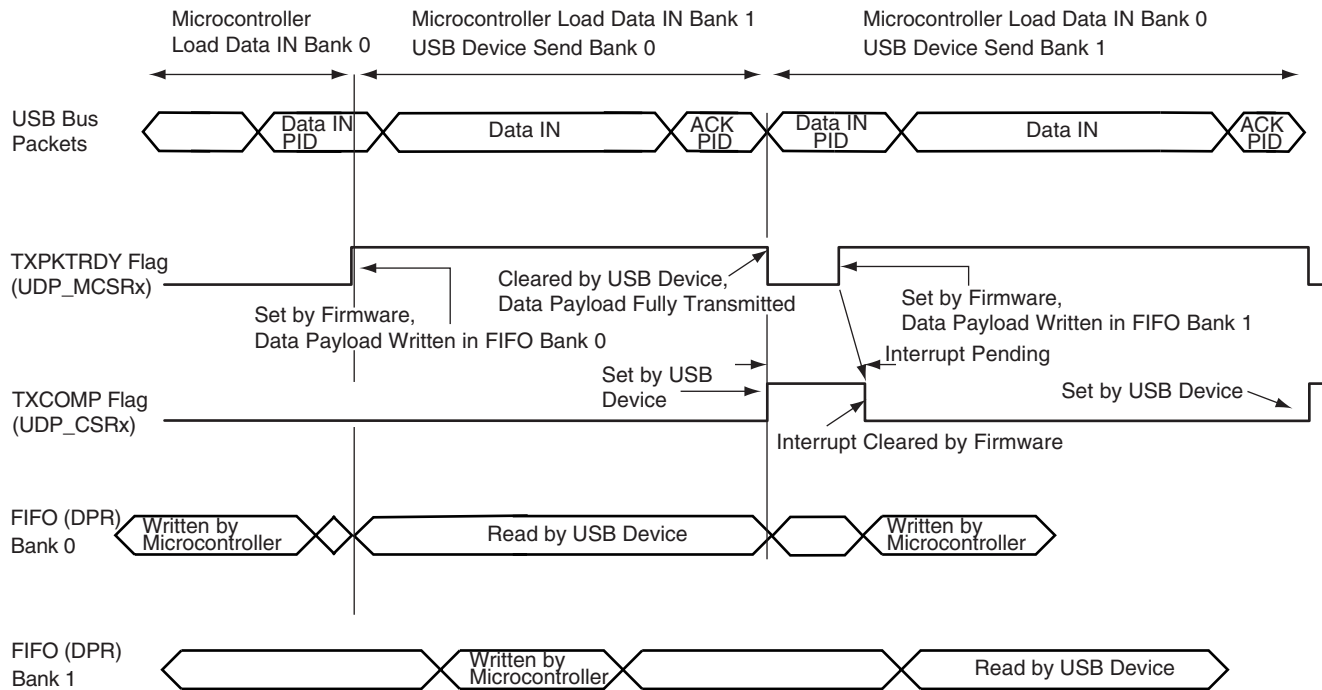 Microcontroller
Load Data IN Bank 0
Microcontroller Load Data IN Bank 1
USB Device Send Bank 0
Microcontroller Load Data IN Bank 0
USB Device Send Bank 1
USB Bus
Packets
Data IN
PID
Data IN
ACK
PID
Data IN
PID
Data IN
ACK
PID
TXPKTRDY Flag
(UDP_MCSRx)
Set by Firmware,
Data Payload Written in FIFO Bank 0
Cleared by USB Device,
Data Payload Fully Transmitted
Set by Firmware,
Data Payload Written in FIFO Bank 1
Interrupt Pending
TXCOMP Flag
(UDP_CSRx)
Set by USB
Device
Set by USB Device
Interrupt Cleared by Firmware
FIFO (DPR)
Bank 0
Written by
Microcontroller
Read by USB Device
Written by
Microcontroller
FIFO (DPR)
Bank 1
Written by
Microcontroller
Read by USB Device